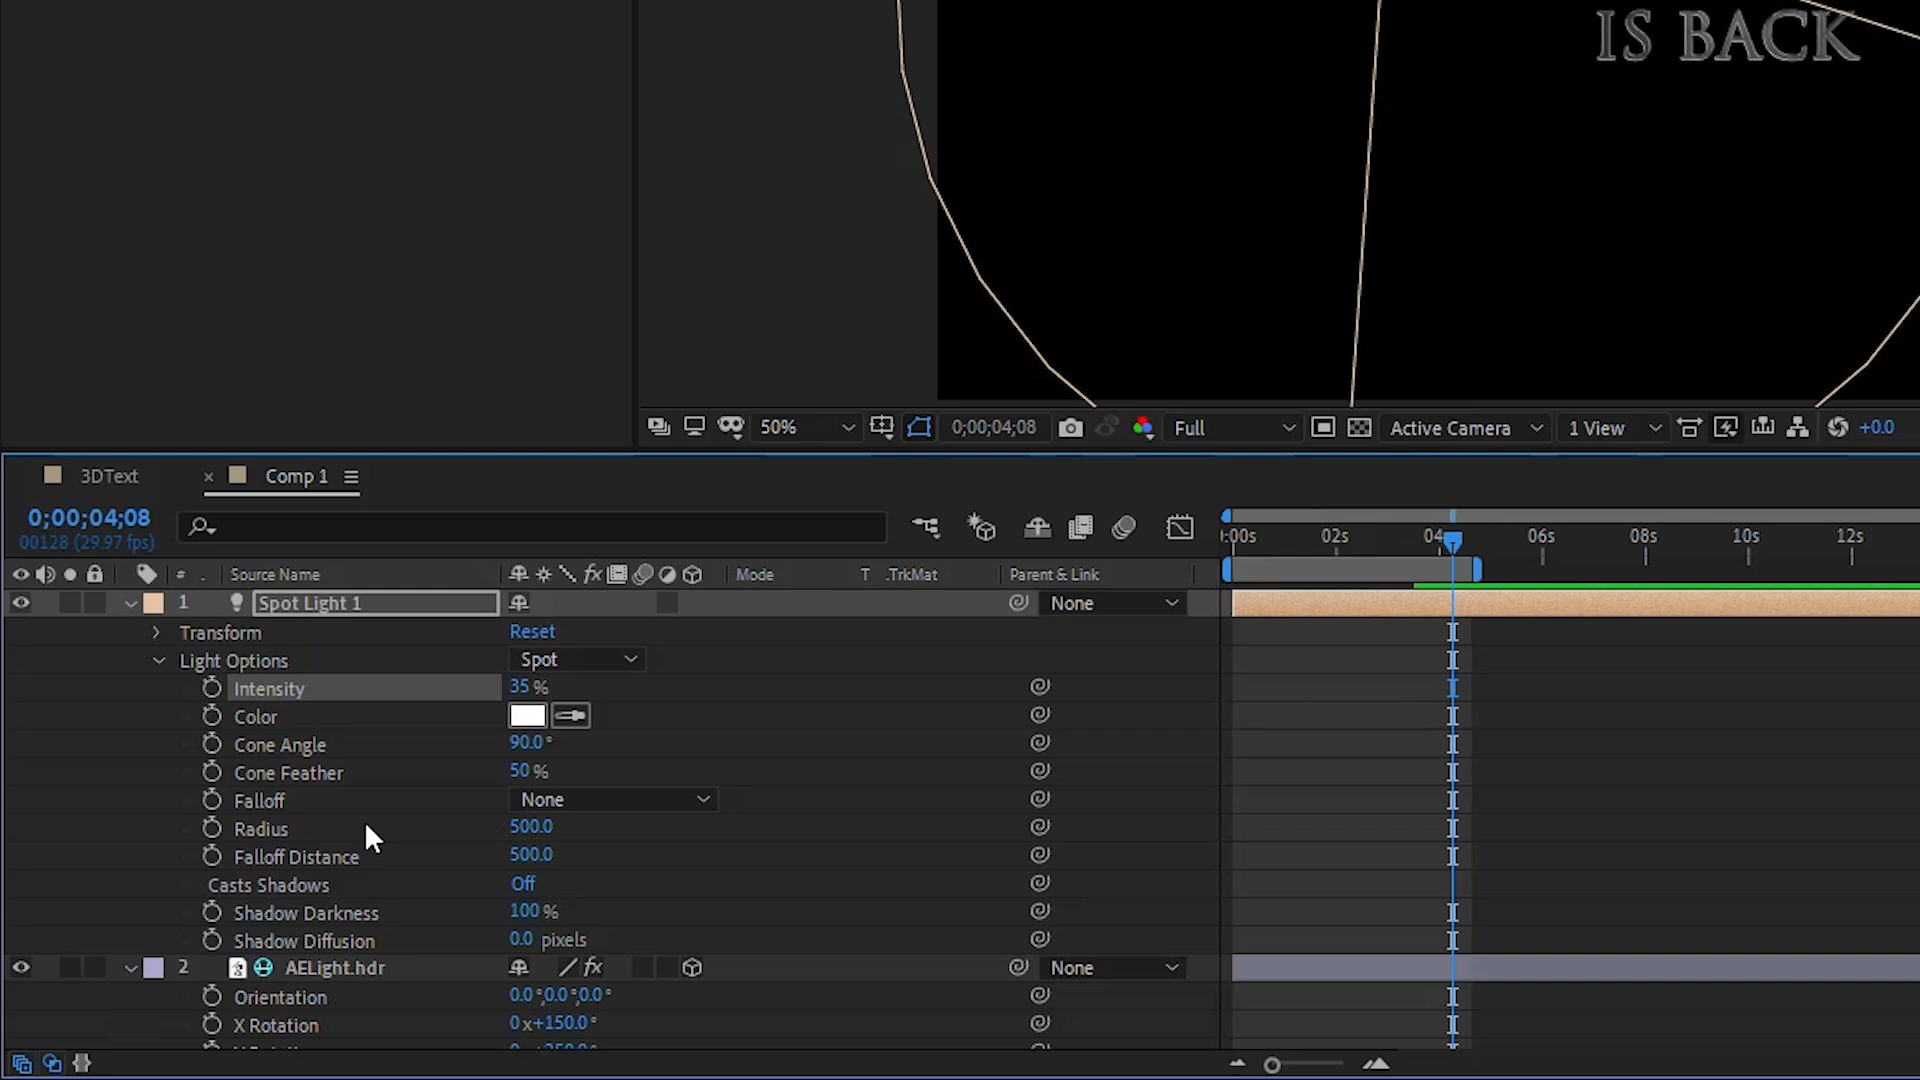 IS BACK
50%
0;00;04;08
Full
Active Camera
1 View
+0.0
3DText
× Comp 1
0;00;04;08
00128 (29.97 fps)
:00s 02s 04 06s 08s 10s 12s
# . Source Name fx Mode T .TrkMat Parent & Link
1 Spot Light 1 None
Transform Reset
Light Options Spot
Intensity 35 %
Color
Cone Angle 90.0°
Cone Feather 50 %
Falloff None
Radius 500.0
Falloff Distance 500.0
Casts Shadows Off
Shadow Darkness 100 %
Shadow Diffusion 0.0 pixels
2 AELight.hdr fx None
Orientation 0.0°,0.0°,0.0°
X Rotation 0x+150.0°